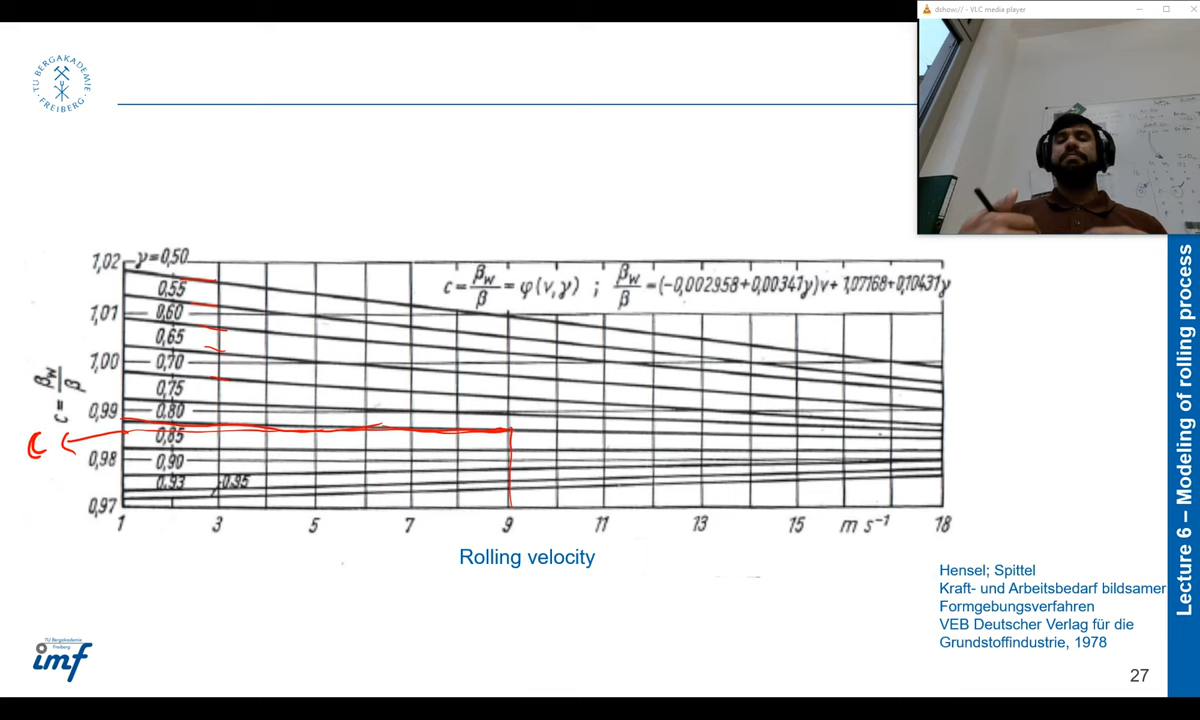 dshow:// - VLC media player
TU BERGAKADEMIE
FREIBERG
1,02
γ=0,50
0,55
1,01
0,60
0,65
1,00
0,70
0,75
0,99
0,80
0,85
0,98
0,90
0,93
0,95
0,97
c = βw/β
c = βw/β = φ(v,γ) ; βw/β = (-0,002958+0,00341γ)v + 1,07168+0,10431γ
C
1 3 5 7 9 11 13 15 m s⁻¹ 18
Rolling velocity
Hensel; Spittel
Kraft- und Arbeitsbedarf bildsamer
Formgebungsverfahren
VEB Deutscher Verlag für die
Grundstoffindustrie, 1978
27
Lecture 6 – Modeling of rolling process
TU Bergakademie
Freiberg
imf